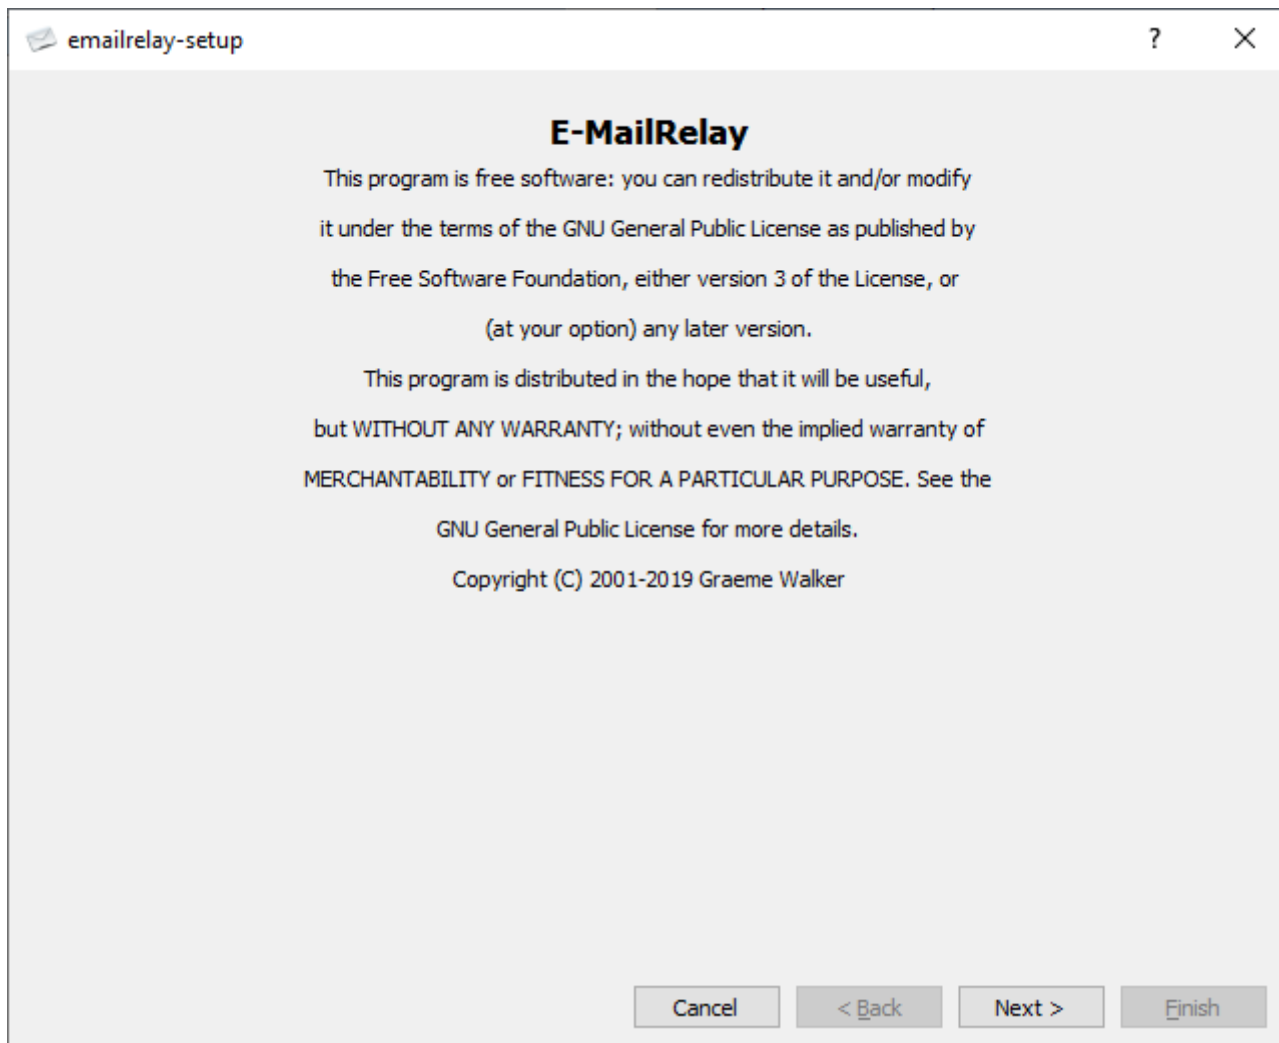 emailrelay-setup
?
E-MailRelay
This program is free software: you can redistribute it and/or modify
it under the terms of the GNU General Public License as published by
the Free Software Foundation, either version 3 of the License, or
(at your option) any later version.
This program is distributed in the hope that it will be useful,
but WITHOUT ANY WARRANTY; without even the implied warranty of
MERCHANTABILITY or FITNESS FOR A PARTICULAR PURPOSE. See the
GNU General Public License for more details.
Copyright (C) 2001-2019 Graeme Walker
Cancel < Back Next > Finish